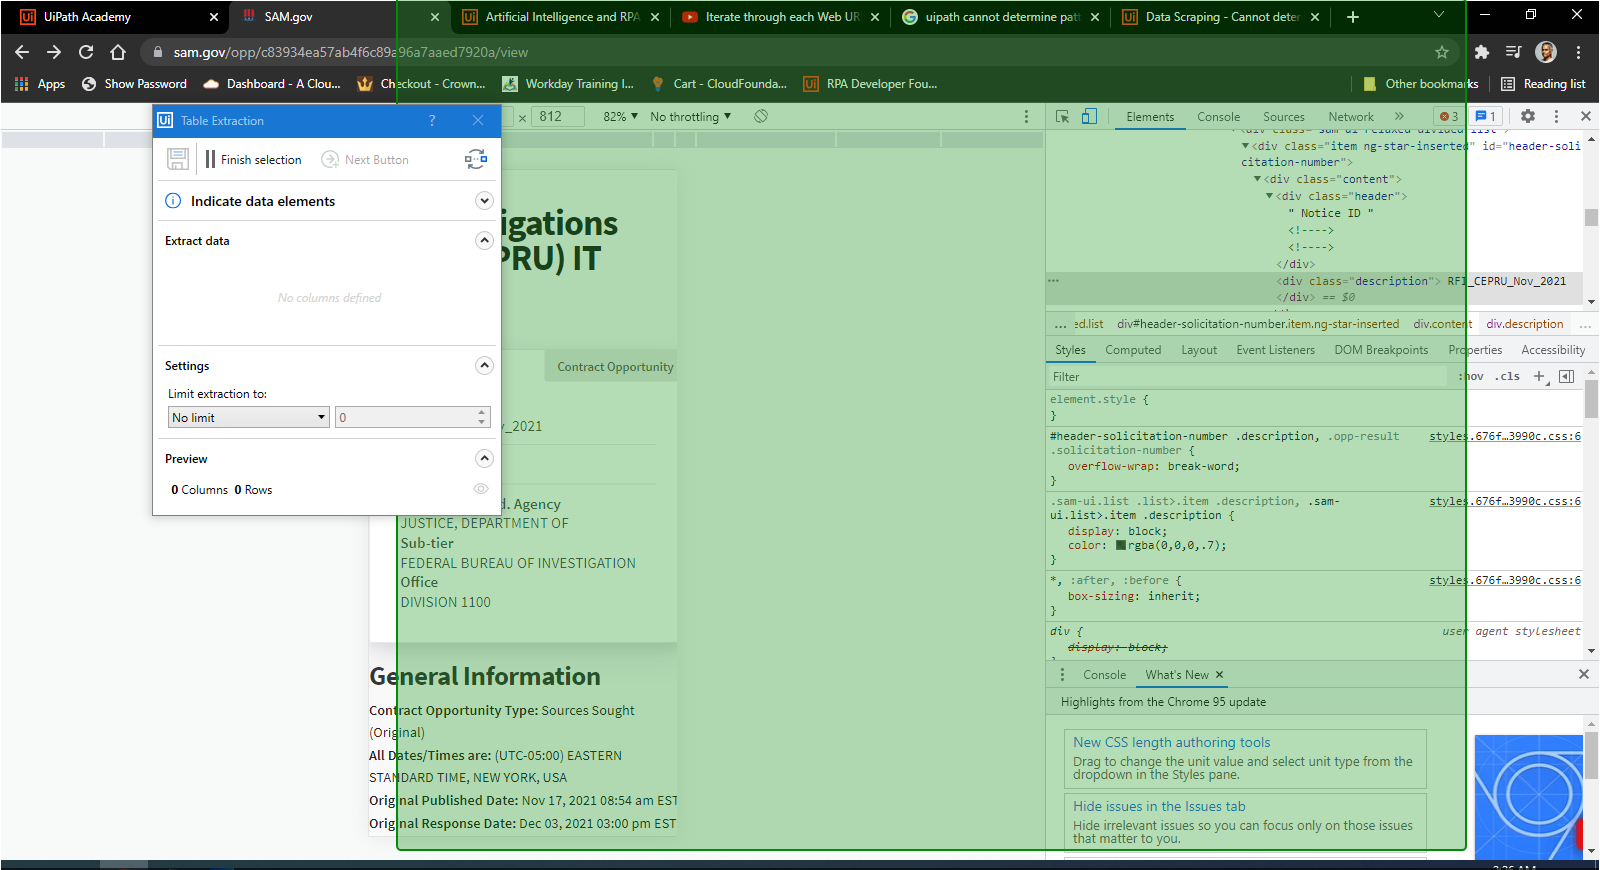 UiPath Academy
SAM.gov
Artificial Intelligence and RPA
Iterate through each Web UR
uipath cannot determine pat
Data Scraping - Cannot deter
sam.gov/opp/c83934ea57ab4f6c89a96a7aaed7920a/view
Apps
Show Password
Dashboard - A Clou...
Checkout - Crown...
Workday Training I...
Cart - CloudFounda...
RPA Developer Fou...
Other bookmarks
Reading list
Ui Table Extraction ?
Finish selection
Next Button
Indicate data elements
Extract data
No columns defined
Settings
Limit extraction to:
No limit
0
Preview
0 Columns 0 Rows
× 812
82%
No throttling
igations
PRU) IT
Contract Opportunity
_2021
d. Agency
JUSTICE, DEPARTMENT OF
Sub-tier
FEDERAL BUREAU OF INVESTIGATION
Office
DIVISION 1100
General Information
Contract Opportunity Type: Sources Sought
(Original)
All Dates/Times are: (UTC-05:00) EASTERN
STANDARD TIME, NEW YORK, USA
Original Published Date: Nov 17, 2021 08:54 am EST
Original Response Date: Dec 03, 2021 03:00 pm EST
Elements
Console
Sources
Network
»
3
1
<div class="item ng-star-inserted" id="header-soli
citation-number">
<div class="content">
<div class="header">
" Notice ID "
<!---->
<!---->
</div>
<div class="description"> RFI_CEPRU_Nov_2021
</div> == $0
... ed.list div#header-solicitation-number.item.ng-star-inserted div.content div.description ...
Styles
Computed
Layout
Event Listeners
DOM Breakpoints
Properties
Accessibility
Filter
:hov .cls +
element.style {
}
#header-solicitation-number .description, .opp-result styles.676f…3990c.css:6
.solicitation-number {
overflow-wrap: break-word;
}
.sam-ui.list .list>.item .description, .sam- styles.676f…3990c.css:6
ui.list>.item .description {
display: block;
color: rgba(0,0,0,.7);
}
*, :after, :before { styles.676f…3990c.css:6
box-sizing: inherit;
}
div { user agent stylesheet
display: block;
Console
What's New
Highlights from the Chrome 95 update
New CSS length authoring tools
Drag to change the unit value and select unit type from the
dropdown in the Styles pane.
Hide issues in the Issues tab
Hide irrelevant issues so you can focus only on those issues
that matter to you.